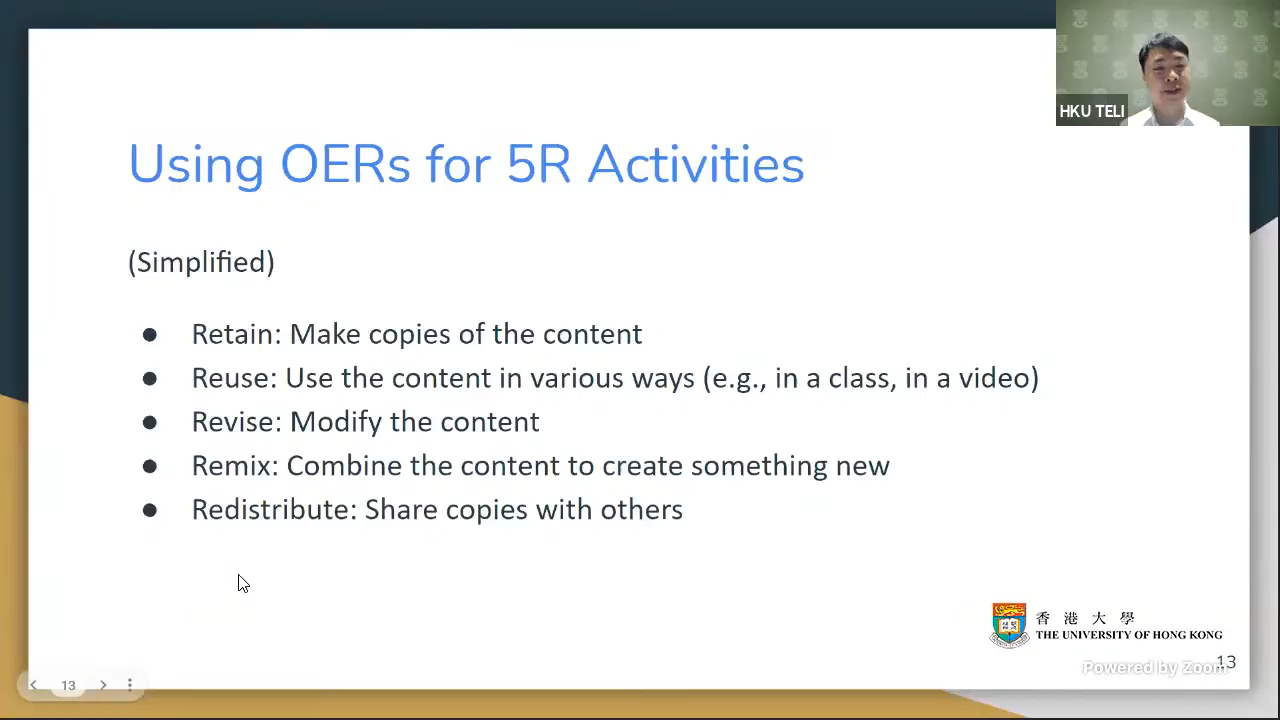 HKU TELI
Using OERs for 5R Activities
(Simplified)
● Retain: Make copies of the content
● Reuse: Use the content in various ways (e.g., in a class, in a video)
● Revise: Modify the content
● Remix: Combine the content to create something new
● Redistribute: Share copies with others
香港大學
THE UNIVERSITY OF HONG KONG
13
Powered by Zoom
13